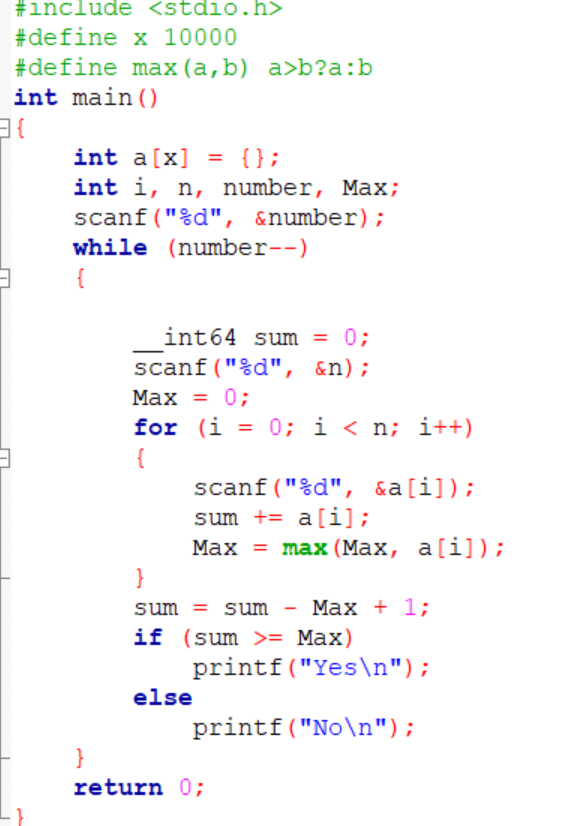 #include <stdio.h>
#define x 10000
#define max(a,b) a>b?a:b
int main()
{
    int a[x] = {};
    int i, n, number, Max;
    scanf("%d", &number);
    while (number--)
    {

        __int64 sum = 0;
        scanf("%d", &n);
        Max = 0;
        for (i = 0; i < n; i++)
        {
            scanf("%d", &a[i]);
            sum += a[i];
            Max = max(Max, a[i]);
        }
        sum = sum - Max + 1;
        if (sum >= Max)
            printf("Yes\n");
        else
            printf("No\n");
    }
    return 0;
}